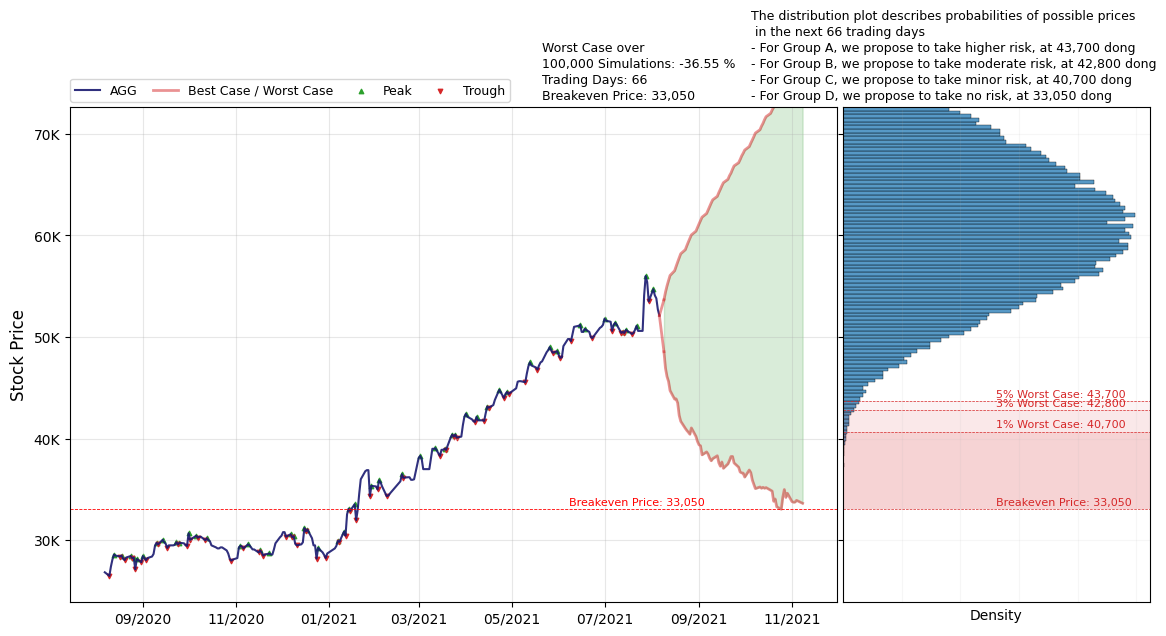 The distribution plot describes probabilities of possible prices
in the next 66 trading days
- For Group A, we propose to take higher risk, at 43,700 dong
- For Group B, we propose to take moderate risk, at 42,800 dong
- For Group C, we propose to take minor risk, at 40,700 dong
- For Group D, we propose to take no risk, at 33,050 dong
Worst Case over
100,000 Simulations: -36.55 %
Trading Days: 66
Breakeven Price: 33,050
AGG
Best Case / Worst Case
Peak
Trough
Stock Price
70K
60K
50K
40K
30K
Breakeven Price: 33,050
09/2020
11/2020
01/2021
03/2021
05/2021
07/2021
09/2021
11/2021
5% Worst Case: 43,700
3% Worst Case: 42,800
1% Worst Case: 40,700
Breakeven Price: 33,050
Density